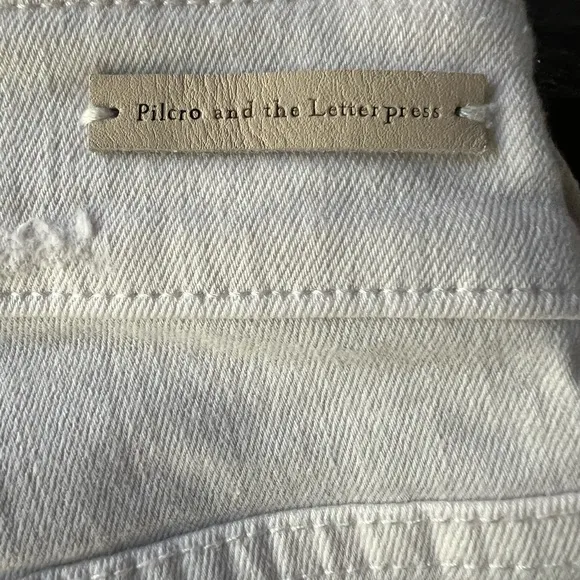 Pilcro and the Letterpress